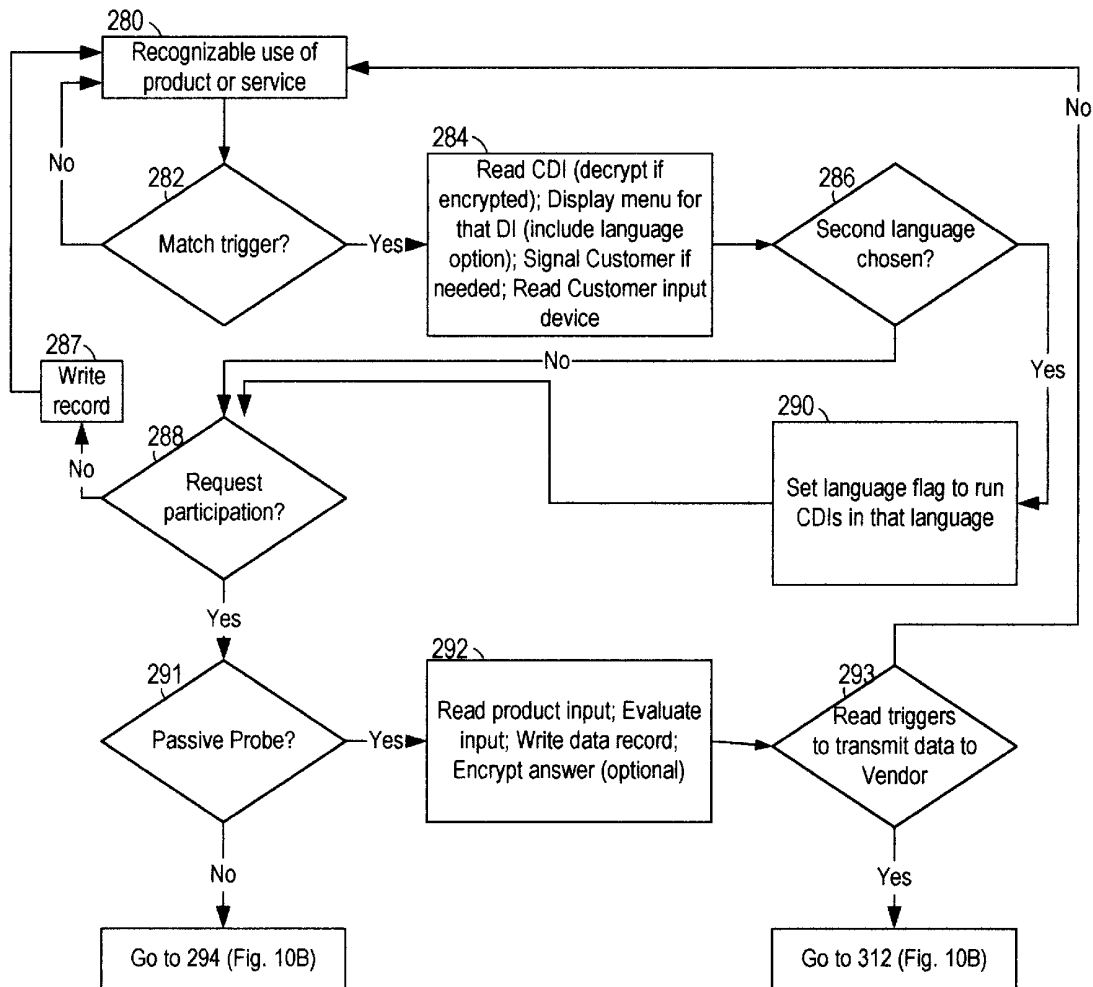 280
Recognizable use of
product or service
No
No
282
Match trigger?
Yes
284
Read CDI (decrypt if
encrypted); Display menu for
that DI (include language
option); Signal Customer if
needed; Read Customer input
device
286
Second language
chosen?
No
Yes
287
Write
record
No
288
Request
participation?
290
Set language flag to run
CDIs in that language
Yes
291
Passive Probe?
Yes
292
Read product input; Evaluate
input; Write data record;
Encrypt answer (optional)
293
Read triggers
to transmit data to
Vendor
No
Yes
Go to 294 (Fig. 10B)
Go to 312 (Fig. 10B)